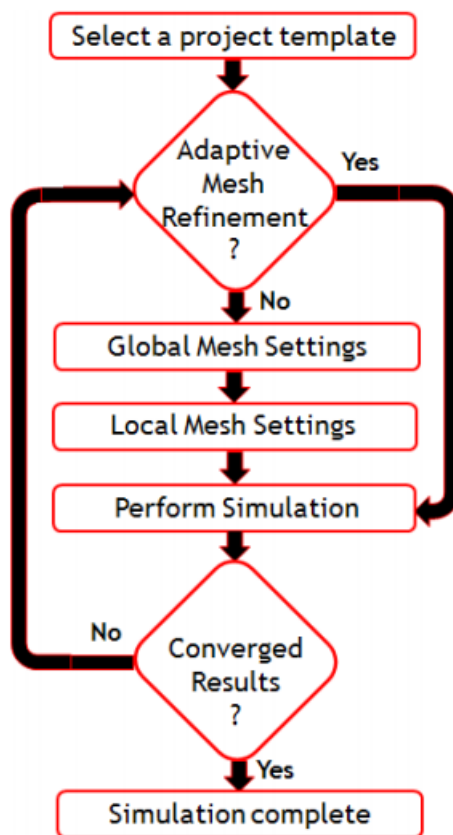 Select a project template
Adaptive
Mesh
Refinement
?
Yes
No
Global Mesh Settings
Local Mesh Settings
Perform Simulation
No
Converged
Results
?
Yes
Simulation complete